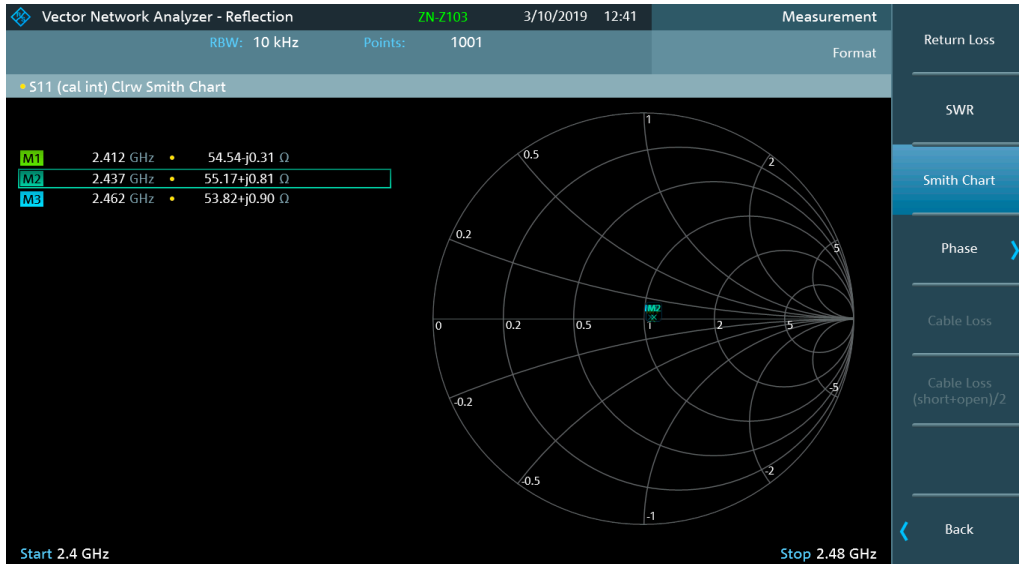 Vector Network Analyzer - Reflection ZN-Z103 3/10/2019 12:41 Measurement
RBW: 10 kHz Points: 1001
Format
S11 (cal int) Clrw Smith Chart
M1 2.412 GHz 54.54-j0.31 Ω
M2 2.437 GHz 55.17+j0.81 Ω
M3 2.462 GHz 53.82+j0.90 Ω
1
0.5
2
0.2
5
M2
0 0.2 0.5 1 2 5
-0.2
-5
-0.5
-2
-1
Start 2.4 GHz Stop 2.48 GHz
Return Loss
SWR
Smith Chart
Phase
Cable Loss
Cable Loss
(short+open)/2
Back